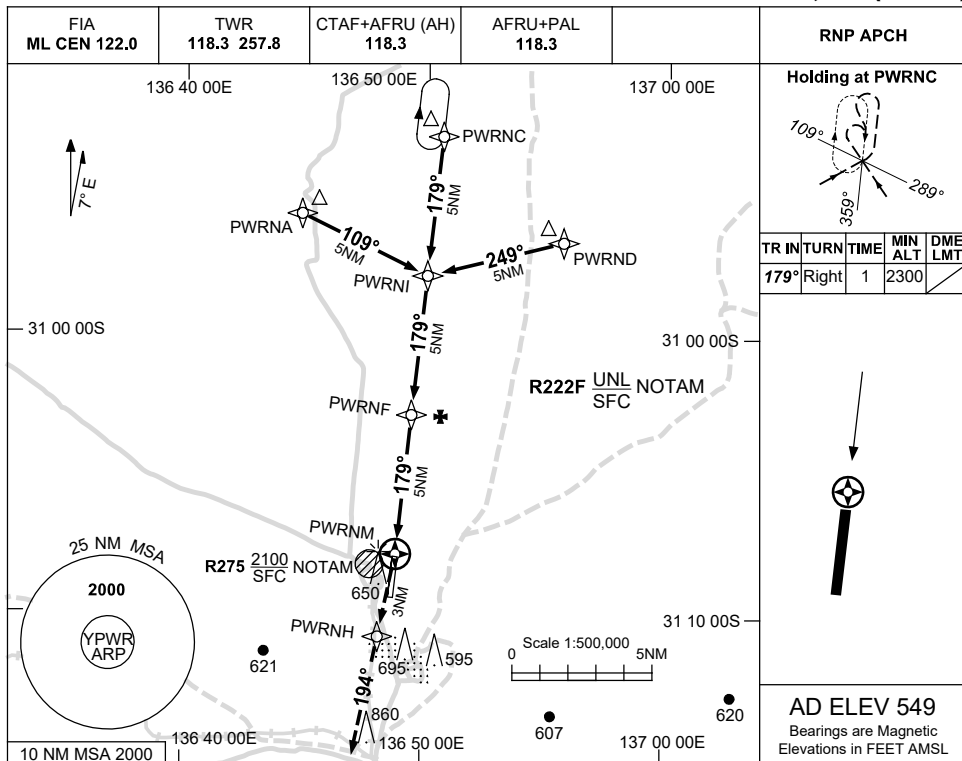 FIA
ML CEN 122.0
TWR
118.3 257.8
CTAF+AFRU (AH)
118.3
AFRU+PAL
118.3
RNP APCH
136 40 00E
136 50 00E
137 00 00E
7° E
PWRNC
179°
5NM
PWRNA
109°
5NM
PWRND
249°
5NM
PWRNI
31 00 00S
31 00 00S
179°
5NM
R222F UNL
SFC NOTAM
PWRNF
179°
5NM
PWRNM
R275 2100
SFC NOTAM
650
3NM
25 NM MSA
2000
YPWR
ARP
PWRNH
31 10 00S
621
695
595
Scale 1:500,000
0
5NM
194°
860
607
620
136 40 00E
136 50 00E
137 00 00E
10 NM MSA 2000
Holding at PWRNC
109°
289°
359°
TR IN TURN TIME MIN ALT DME LMT
179° Right 1 2300
AD ELEV 549
Bearings are Magnetic
Elevations in FEET AMSL